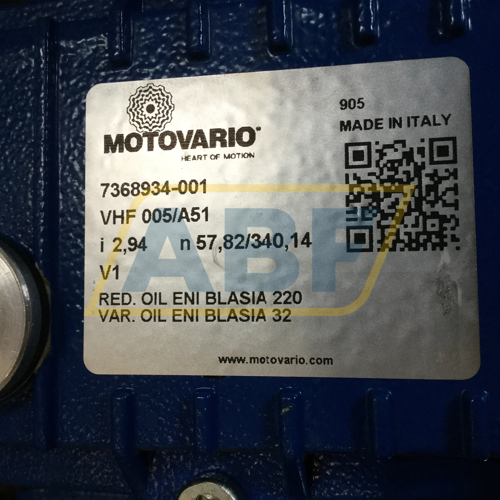 905
MADE IN ITALY
MOTOVARIO®
HEART OF MOTION
7368934-001
VHF 005/A51
i 2,94 n 57,82/340,14
V1
RED. OIL ENI BLASIA 220
VAR. OIL ENI BLASIA 32
www.motovario.com
ABF